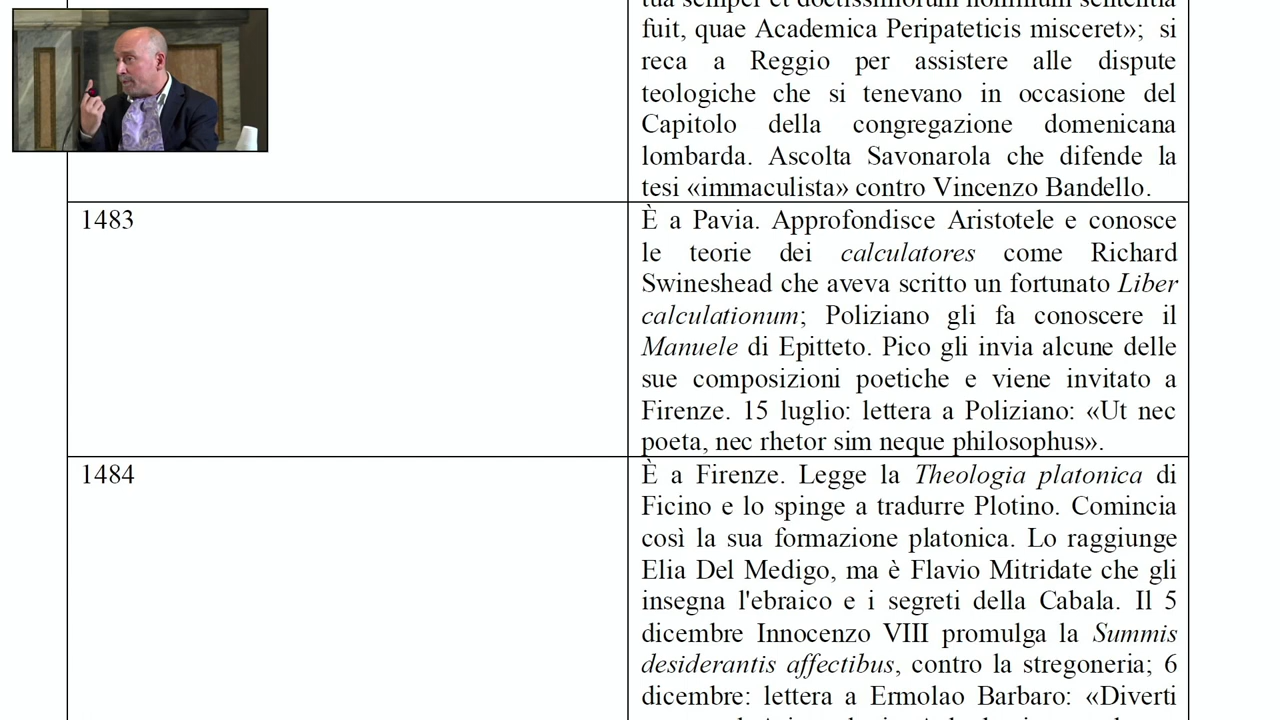 tua semper et doctissimorum hominum sententia
fuit, quae Academica Peripateticis misceret»; si
reca a Reggio per assistere alle dispute
teologiche che si tenevano in occasione del
Capitolo della congregazione domenicana
lombarda. Ascolta Savonarola che difende la
tesi «immaculista» contro Vincenzo Bandello.
1483
È a Pavia. Approfondisce Aristotele e conosce
le teorie dei calculatores come Richard
Swineshead che aveva scritto un fortunato Liber
calculationum; Poliziano gli fa conoscere il
Manuele di Epitteto. Pico gli invia alcune delle
sue composizioni poetiche e viene invitato a
Firenze. 15 luglio: lettera a Poliziano: «Ut nec
poeta, nec rhetor sim neque philosophus».
1484
È a Firenze. Legge la Theologia platonica di
Ficino e lo spinge a tradurre Plotino. Comincia
così la sua formazione platonica. Lo raggiunge
Elia Del Medigo, ma è Flavio Mitridate che gli
insegna l'ebraico e i segreti della Cabala. Il 5
dicembre Innocenzo VIII promulga la Summis
desiderantis affectibus, contro la stregoneria; 6
dicembre: lettera a Ermolao Barbaro: «Diverti